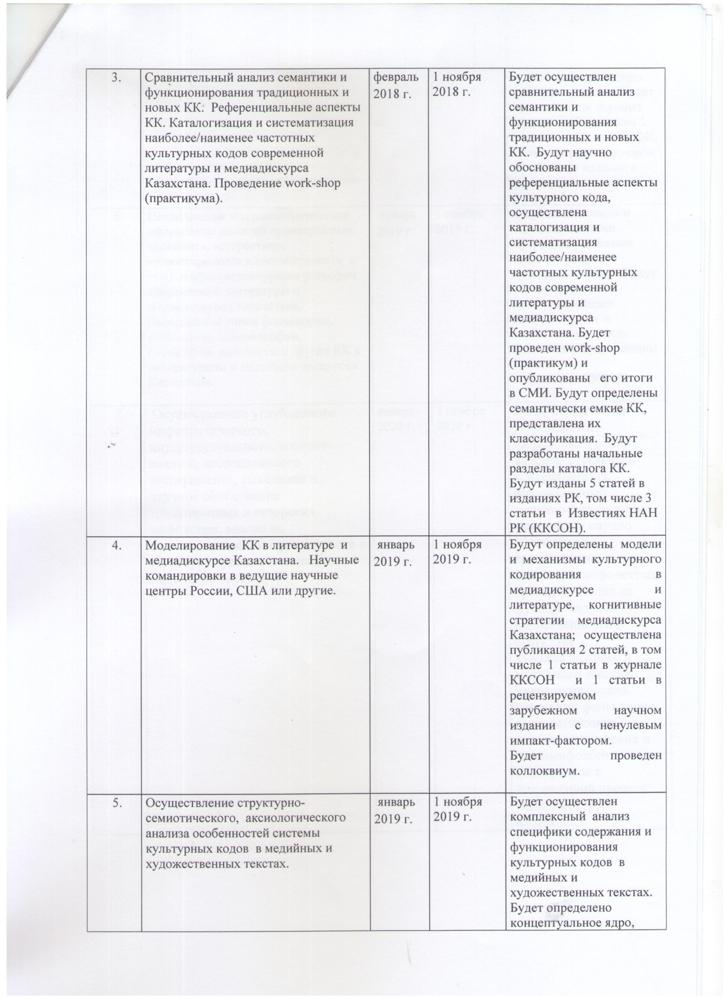 3.
Сравнительный анализ семантики и
функционирования традиционных и
новых КК. Референциальные аспекты
КК. Каталогизация и систематизация
наиболее/наименее частотных
культурных кодов современной
литературы и медиадискурса
Казахстана. Проведение work-shop
(практикума).
февраль
2018 г.
1 ноября
2018 г.
Будет осуществлен
сравнительный анализ
семантики и
функционирования
традиционных и новых
КК. Будут научно
обоснованы
референциальные аспекты
культурного кода,
осуществлена
каталогизация и
систематизация
наиболее/наименее
частотных культурных
кодов современной
литературы и
медиадискурса
Казахстана. Будет
проведен work-shop
(практикум) и
опубликованы его итоги
в СМИ. Будут определены
семантически емкие КК,
представлена их
классификация. Будут
разработаны начальные
разделы каталога КК.
Будут изданы 5 статей в
изданиях РК, том числе 3
статьи в Известиях НАН
РК (ККСОН).
4.
Моделирование КК в литературе и
медиадискурсе Казахстана. Научные
командировки в ведущие научные
центры России, США или другие.
январь
2019 г.
1 ноября
2019 г.
Будут определены модели
и механизмы культурного
кодирования в
медиадискурсе и
литературе, когнитивные
стратегии медиадискурса
Казахстана; осуществлена
публикация 2 статей, в том
числе 1 статьи в журнале
ККСОН и 1 статьи в
рецензируемом
зарубежном научном
издании с ненулевым
импакт-фактором.
Будет проведен
коллоквиум.
5.
Осуществление структурно-
семиотического, аксиологического
анализа особенностей системы
культурных кодов в медийных и
художественных текстах.
январь
2019 г.
1 ноября
2019 г.
Будет осуществлен
комплексный анализ
специфики содержания и
функционирования
культурных кодов в
медийных и
художественных текстах.
Будет определено
концептуальное ядро,